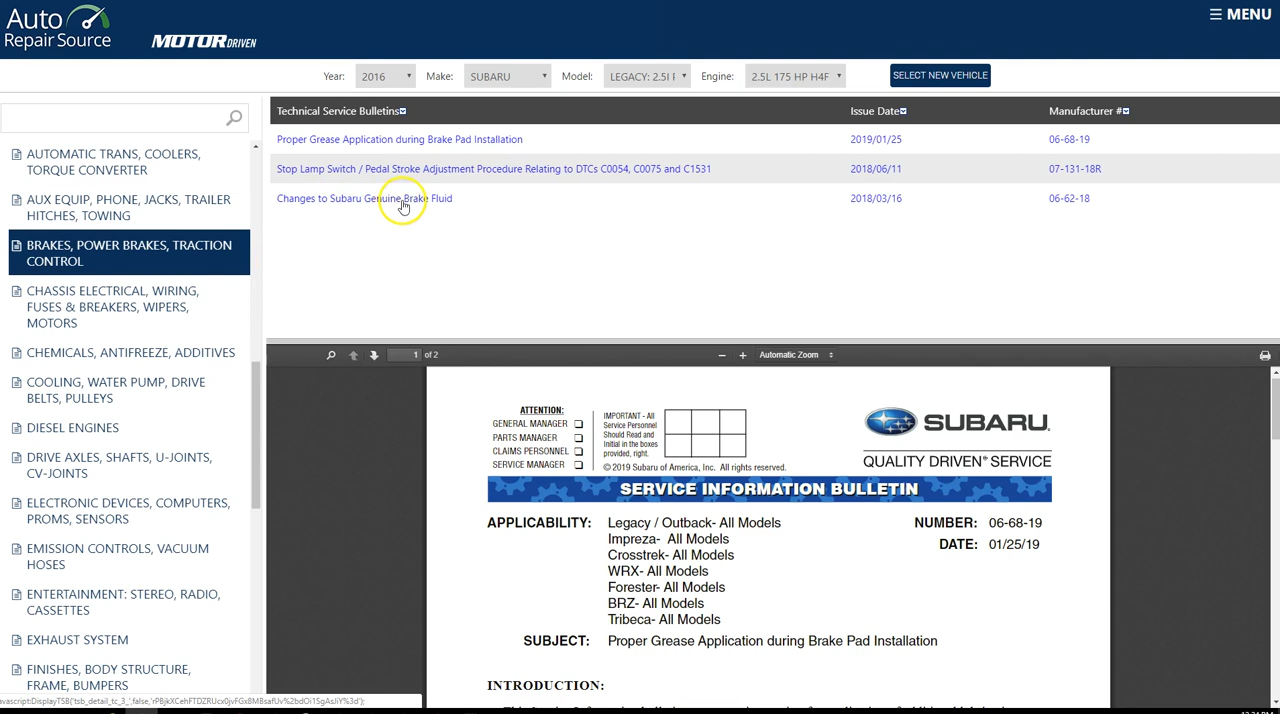 Auto
Repair Source
MOTOR DRIVEN
☰ MENU
Year: 2016 Make: SUBARU Model: LEGACY: 2.5I Engine: 2.5L 175 HP H4F SELECT NEW VEHICLE
AUTOMATIC TRANS, COOLERS,
TORQUE CONVERTER
AUX EQUIP, PHONE, JACKS, TRAILER
HITCHES, TOWING
BRAKES, POWER BRAKES, TRACTION
CONTROL
CHASSIS ELECTRICAL, WIRING,
FUSES & BREAKERS, WIPERS,
MOTORS
CHEMICALS, ANTIFREEZE, ADDITIVES
COOLING, WATER PUMP, DRIVE
BELTS, PULLEYS
DIESEL ENGINES
DRIVE AXLES, SHAFTS, U-JOINTS,
CV-JOINTS
ELECTRONIC DEVICES, COMPUTERS,
PROMS, SENSORS
EMISSION CONTROLS, VACUUM
HOSES
ENTERTAINMENT: STEREO, RADIO,
CASSETTES
EXHAUST SYSTEM
FINISHES, BODY STRUCTURE,
FRAME, BUMPERS
Technical Service Bulletins Issue Date Manufacturer #
Proper Grease Application during Brake Pad Installation 2019/01/25 06-68-19
Stop Lamp Switch / Pedal Stroke Adjustment Procedure Relating to DTCs C0054, C0075 and C1531 2018/06/11 07-131-18R
Changes to Subaru Genuine Brake Fluid 2018/03/16 06-62-18
1 of 2 Automatic Zoom
ATTENTION:
GENERAL MANAGER
PARTS MANAGER
CLAIMS PERSONNEL
SERVICE MANAGER
IMPORTANT - All
Service Personnel
Should Read and
Initial in the boxes
provided, right.
© 2019 Subaru of America, Inc. All rights reserved.
SUBARU.
QUALITY DRIVEN® SERVICE
SERVICE INFORMATION BULLETIN
APPLICABILITY: Legacy / Outback- All Models
Impreza- All Models
Crosstrek- All Models
WRX- All Models
Forester- All Models
BRZ- All Models
Tribeca- All Models
NUMBER: 06-68-19
DATE: 01/25/19
SUBJECT: Proper Grease Application during Brake Pad Installation
INTRODUCTION: